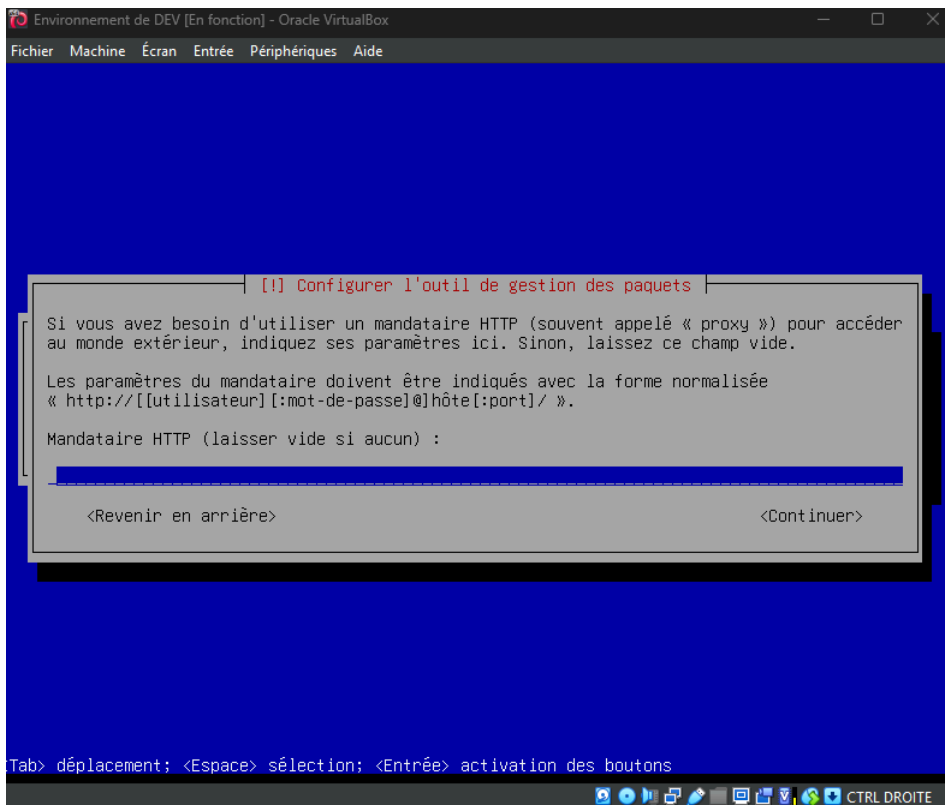 Environnement de DEV [En fonction] - Oracle VirtualBox
Fichier Machine Écran Entrée Périphériques Aide
[!] Configurer l'outil de gestion des paquets
Si vous avez besoin d'utiliser un mandataire HTTP (souvent appelé « proxy ») pour accéder
au monde extérieur, indiquez ses paramètres ici. Sinon, laissez ce champ vide.
Les paramètres du mandataire doivent être indiqués avec la forme normalisée
« http://[[utilisateur][:mot-de-passe]@]hôte[:port]/ ».
Mandataire HTTP (laisser vide si aucun) :
<Revenir en arrière> <Continuer>
<Tab> déplacement; <Espace> sélection; <Entrée> activation des boutons
CTRL DROITE